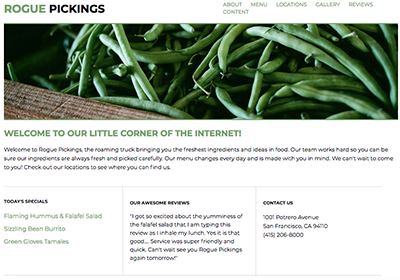 ROGUE PICKINGS
ABOUT MENU LOCATIONS GALLERY REVIEWS
CONTENT
WELCOME TO OUR LITTLE CORNER OF THE INTERNET!
Welcome to Rogue Pickings, the roaming truck bringing you the freshest ingredients and ideas in food. Our team works hard so you can be
sure our ingredients are always fresh and picked carefully. Our menu changes every day and is made with you in mind. We can't wait to come
to you! Check out our locations to see where you can find us.
TODAY'S SPECIALS
Flaming Hummus & Falafel Salad
Sizzling Bean Burrito
Green Gloves Tamales
OUR AWESOME REVIEWS
"I got so excited about the yumminess
of the falafel salad that I am typing this
review as I inhale my lunch. Yes it is that
good.... Service was super friendly and
quick. Can't wait see you Rogue Pickings
again tomorrow!"
CONTACT US
1001 Potrero Avenue
San Francisco, CA 94110
(415) 206-8000